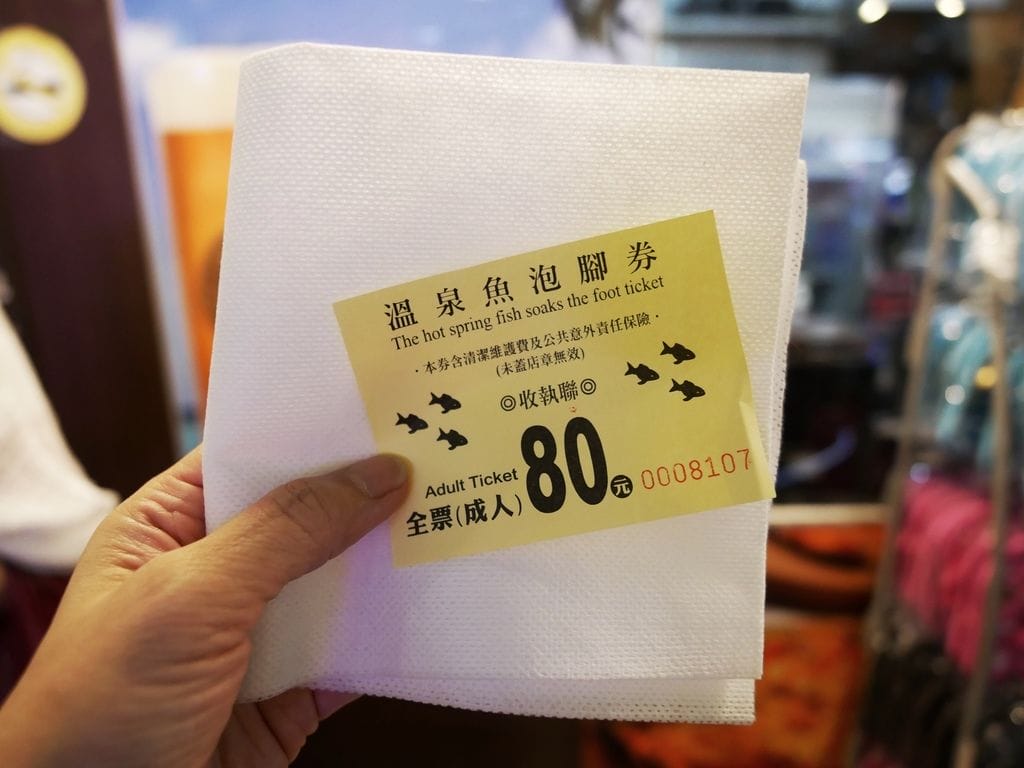 溫泉魚泡腳券
The hot spring fish soaks the foot ticket
·本券含清潔維護費及公共意外責任保險·
(未蓋店章無效)
◎收執聯◎
Adult Ticket
全票(成人) 80元 0008107